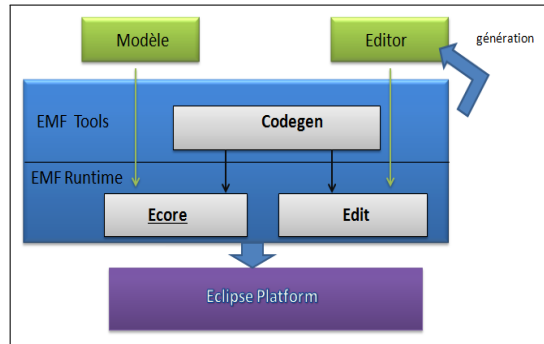 Modèle
Editor
génération
EMF Tools
Codegen
EMF Runtime
Ecore
Edit
Eclipse Platform